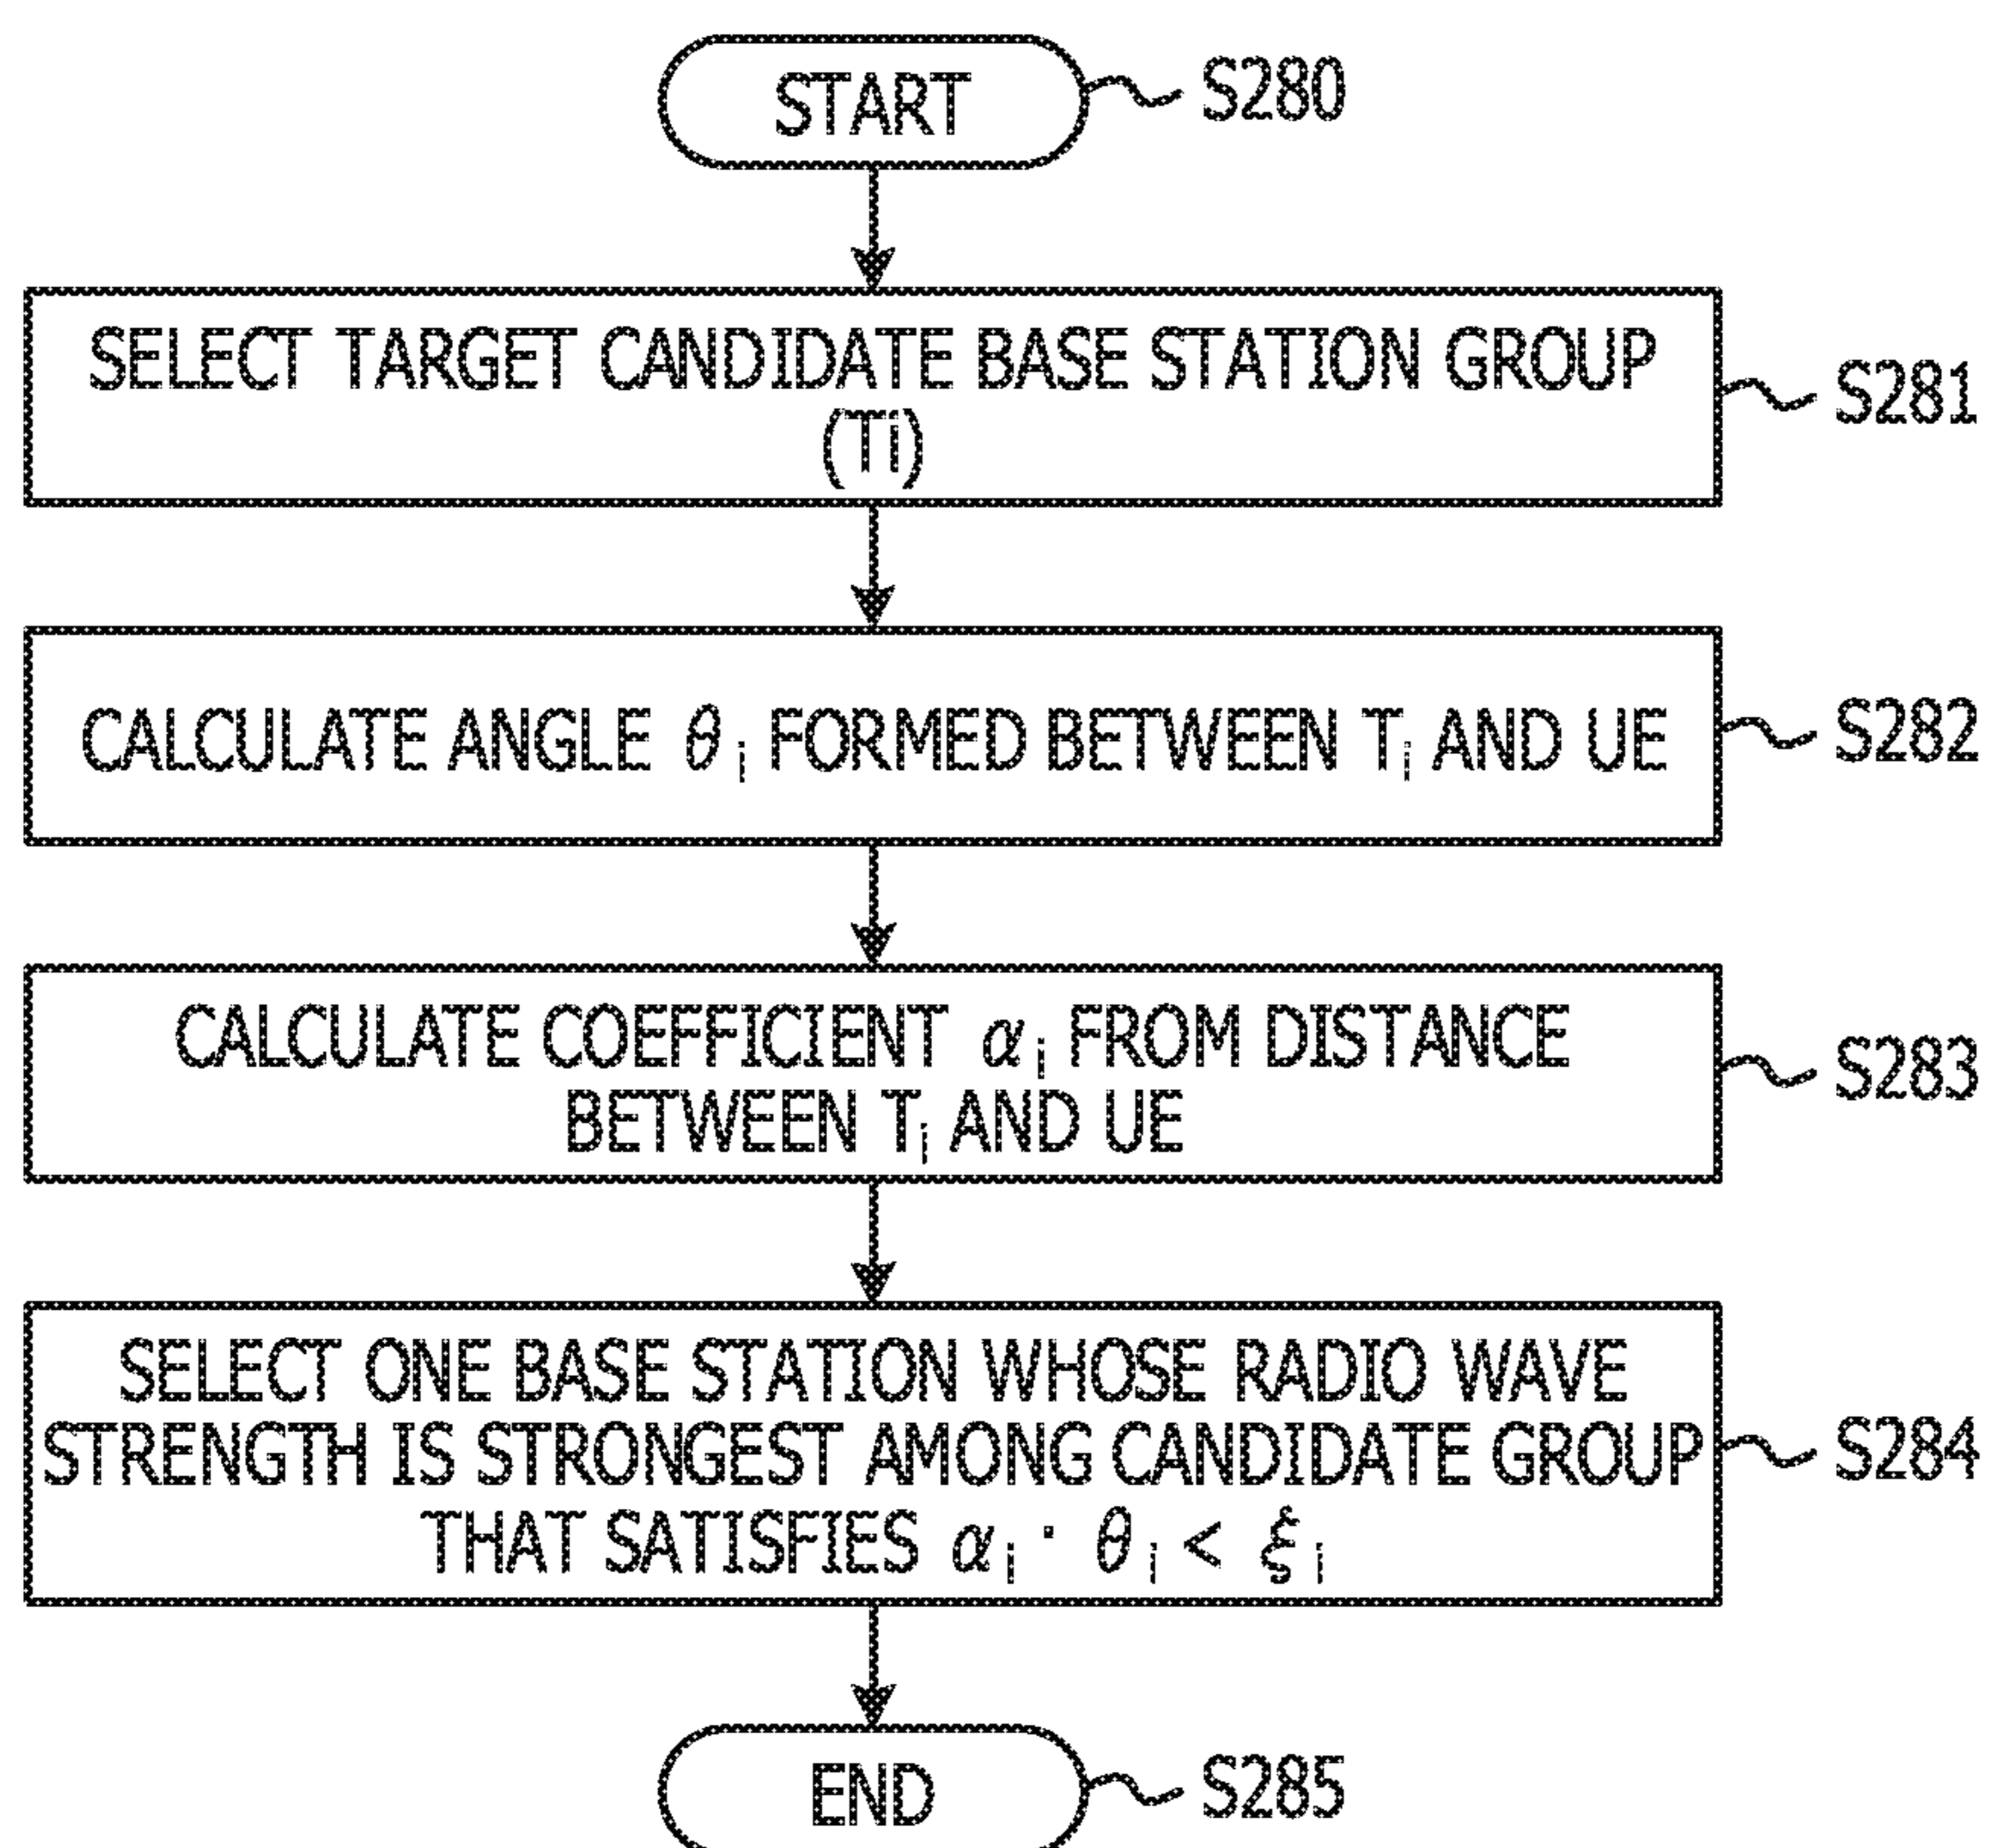 START
S280
SELECT TARGET CANDIDATE BASE STATION GROUP
(Ti)
S281
CALCULATE ANGLE θi FORMED BETWEEN Ti AND UE
S282
CALCULATE COEFFICIENT αi FROM DISTANCE
BETWEEN Ti AND UE
S283
SELECT ONE BASE STATION WHOSE RADIO WAVE
STRENGTH IS STRONGEST AMONG CANDIDATE GROUP
THAT SATISFIES αi · θi < ξi
S284
END
S285